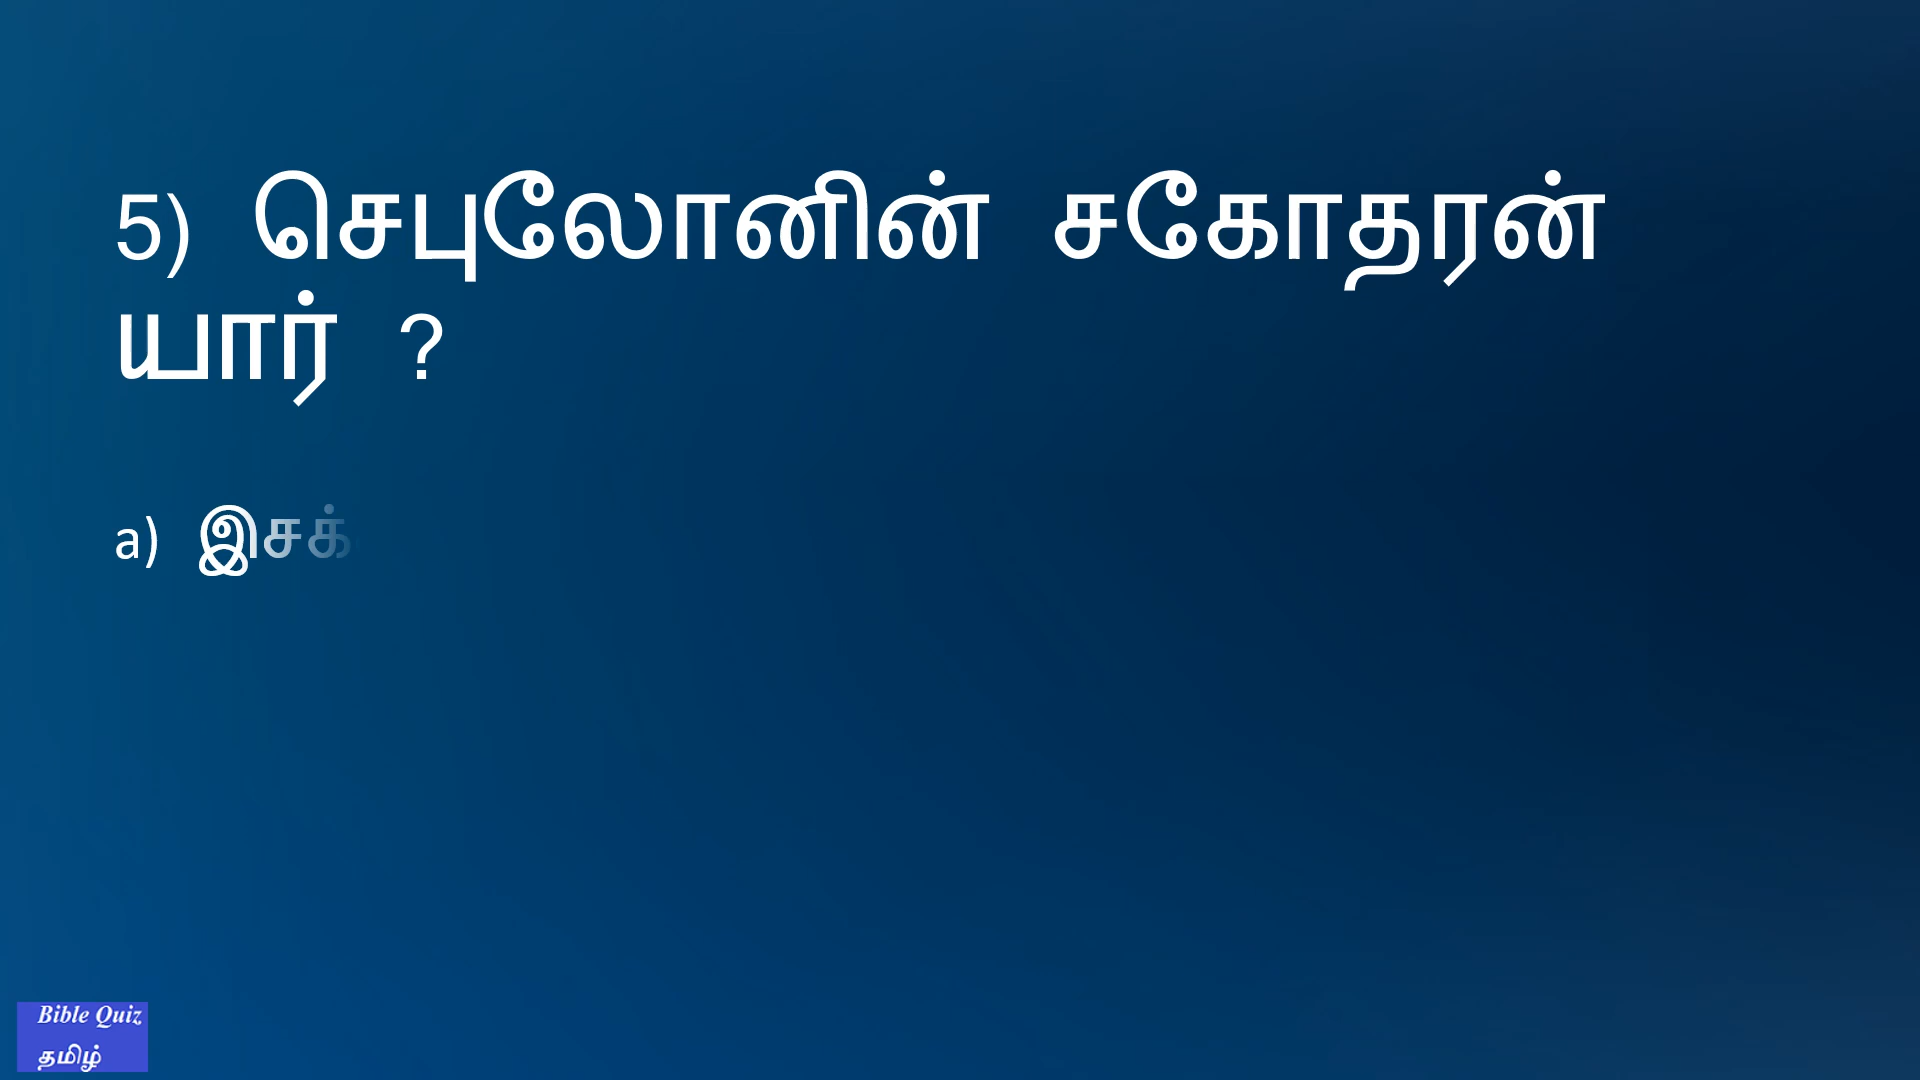 5) செபுலோனின் சகோதரன்
யார் ?
a) இசக்
Bible Quiz
தமிழ்